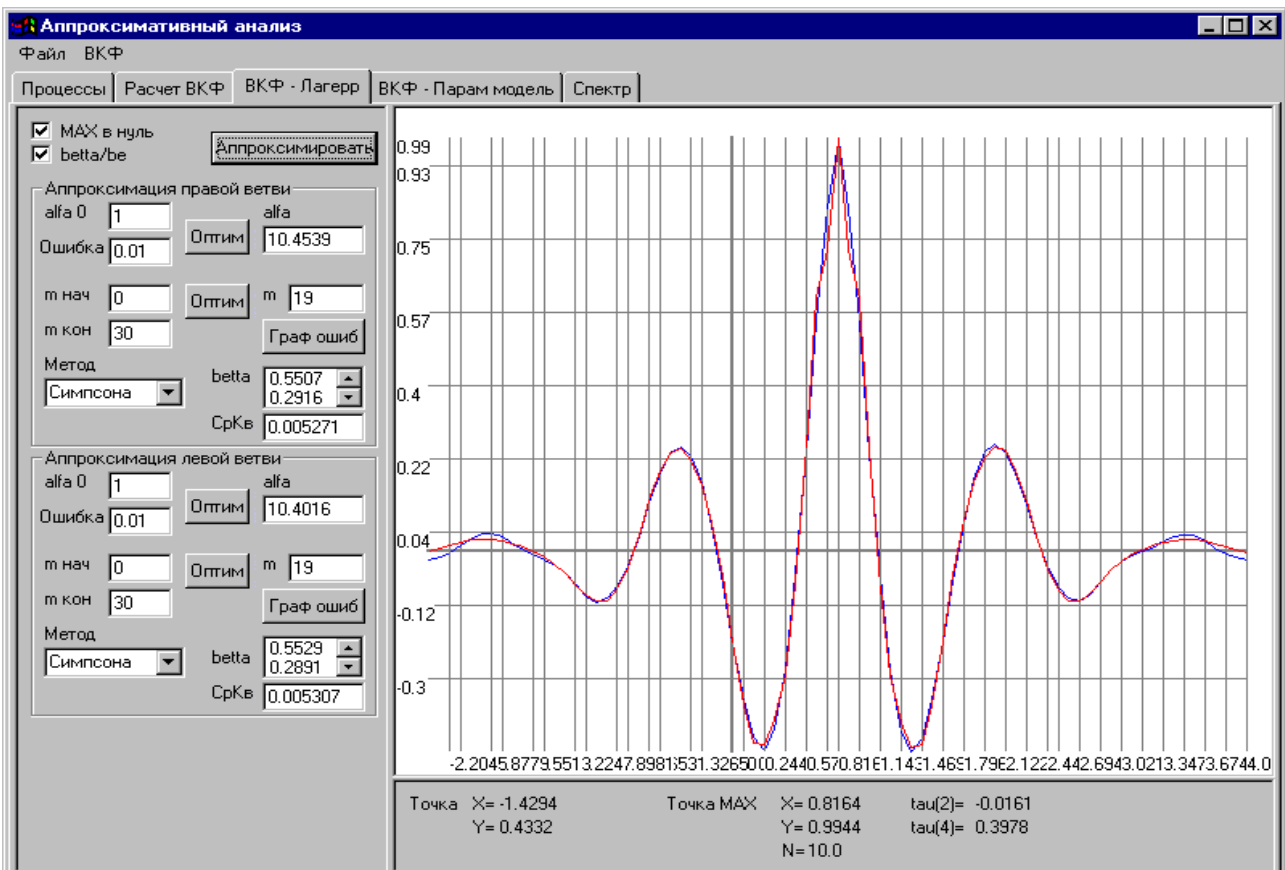 Аппроксимативный анализ
Файл ВКФ
Процессы Расчет ВКФ ВКФ - Лагерр ВКФ - Парам модель Спектр
MAX в нуль
betta/be
Аппроксимировать
Аппроксимация правой ветви
alfa 0 1 alfa
Ошибка 0.01 Оптим 10.4539
m нач 0 Оптим m 19
m кон 30 Граф ошиб
Метод
Симпсона betta 0.5507
0.2916
СрКв 0.005271
Аппроксимация левой ветви
alfa 0 1 alfa
Ошибка 0.01 Оптим 10.4016
m нач 0 Оптим m 19
m кон 30 Граф ошиб
Метод
Симпсона betta 0.5529
0.2891
СрКв 0.005307
0.99
0.93
0.75
0.57
0.4
0.22
0.04
-0.12
-0.3
Точка X= -1.4294 Точка MAX X= 0.8164 tau(2)= -0.0161
Y= 0.4332 Y= 0.9944 tau(4)= 0.3978
N= 10.0